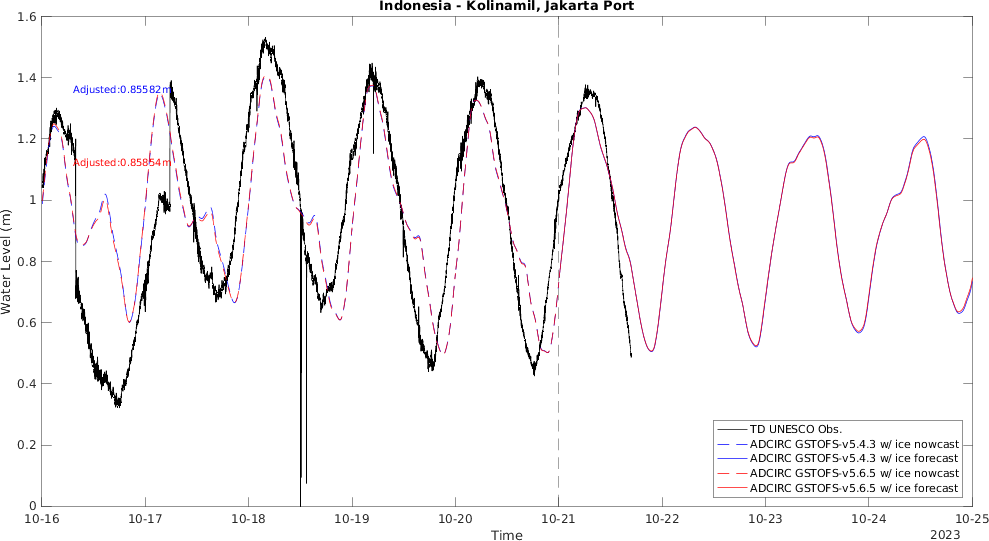 Indonesia - Kolinamil, Jakarta Port
1.6
1.4
1.2
1
0.8
0.6
0.4
0.2
0
Water Level (m)
Adjusted:0.85582m
Adjusted:0.85854m
TD UNESCO Obs.
ADCIRC GSTOFS-v5.4.3 w/ ice nowcast
ADCIRC GSTOFS-v5.4.3 w/ ice forecast
ADCIRC GSTOFS-v5.6.5 w/ ice nowcast
ADCIRC GSTOFS-v5.6.5 w/ ice forecast
10-16 10-17 10-18 10-19 10-20 10-21 10-22 10-23 10-24 10-25
Time
2023